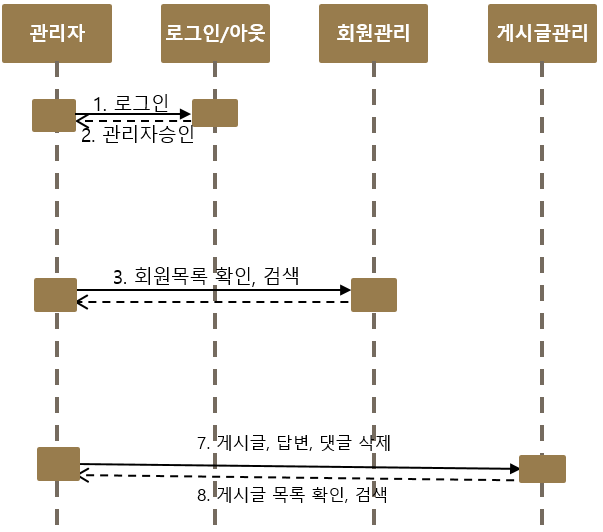 관리자
로그인/아웃
회원관리
게시글관리
1. 로그인
2. 관리자승인
3. 회원목록 확인, 검색
7. 게시글, 답변, 댓글 삭제
8. 게시글 목록 확인, 검색